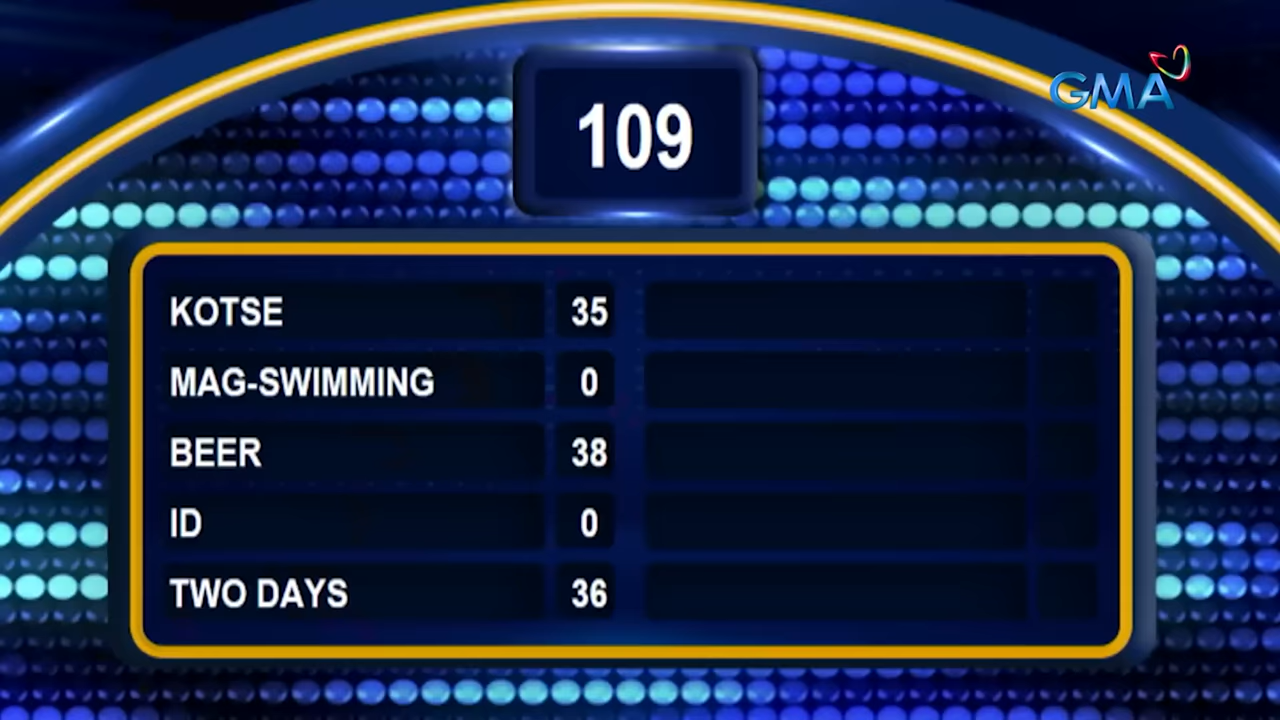 109
GMA
KOTSE 35
MAG-SWIMMING 0
BEER 38
ID 0
TWO DAYS 36